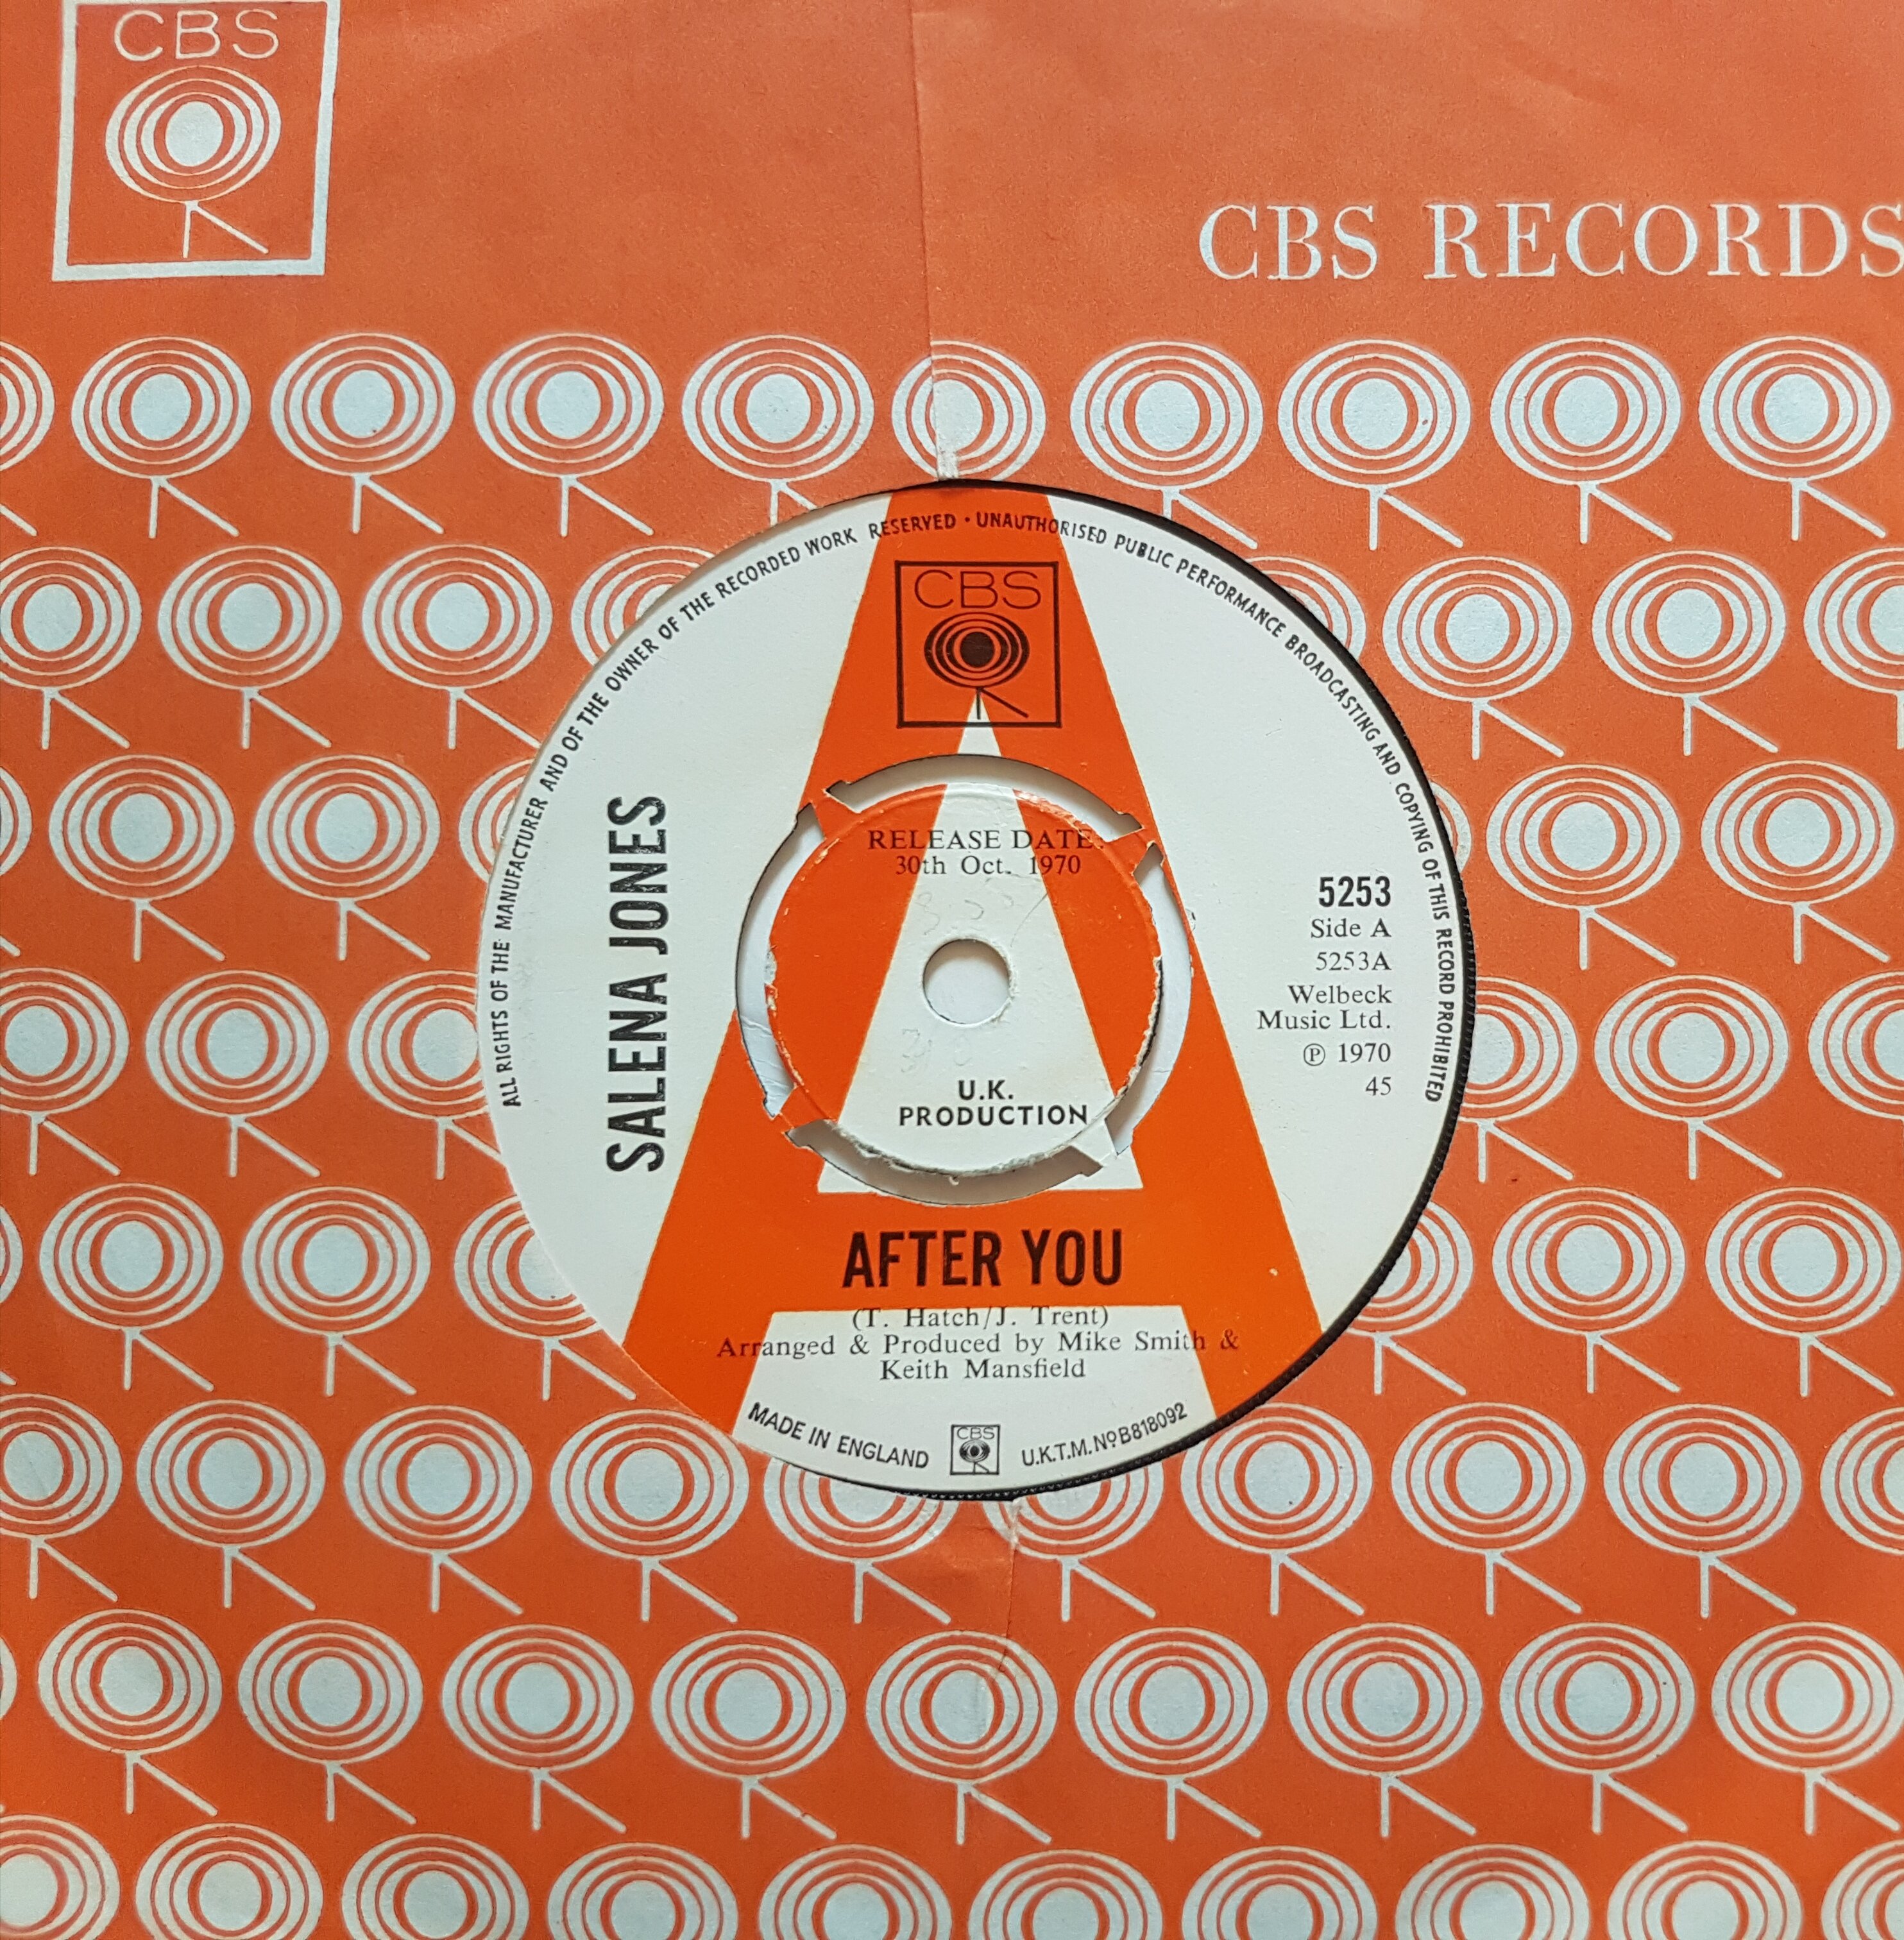 CBS
CBS RECORDS
ALL RIGHTS OF THE MANUFACTURER AND OF THE OWNER OF THE RECORDED WORK RESERVED · UNAUTHORISED PUBLIC PERFORMANCE BROADCASTING AND COPYING OF THIS RECORD PROHIBITED
CBS
SALENA JONES
RELEASE DATE:
30th Oct. 1970
5253
Side A
5253A
Welbeck
Music Ltd.
℗ 1970
45
U.K.
PRODUCTION
AFTER YOU
(T. Hatch/J. Trent)
Arranged & Produced by Mike Smith &
Keith Mansfield
MADE IN ENGLAND
CBS
U.K.T.M. Nº B818092